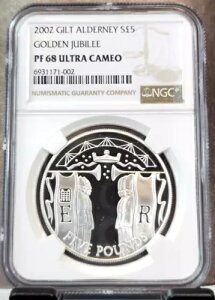 2002 GILT ALDERNEY S£5
GOLDEN JUBILEE
PF 68 ULTRA CAMEO
6931171-002
NUMISMATIC GUARANTY COMPANY
NGC
E R
FIVE POUNDS